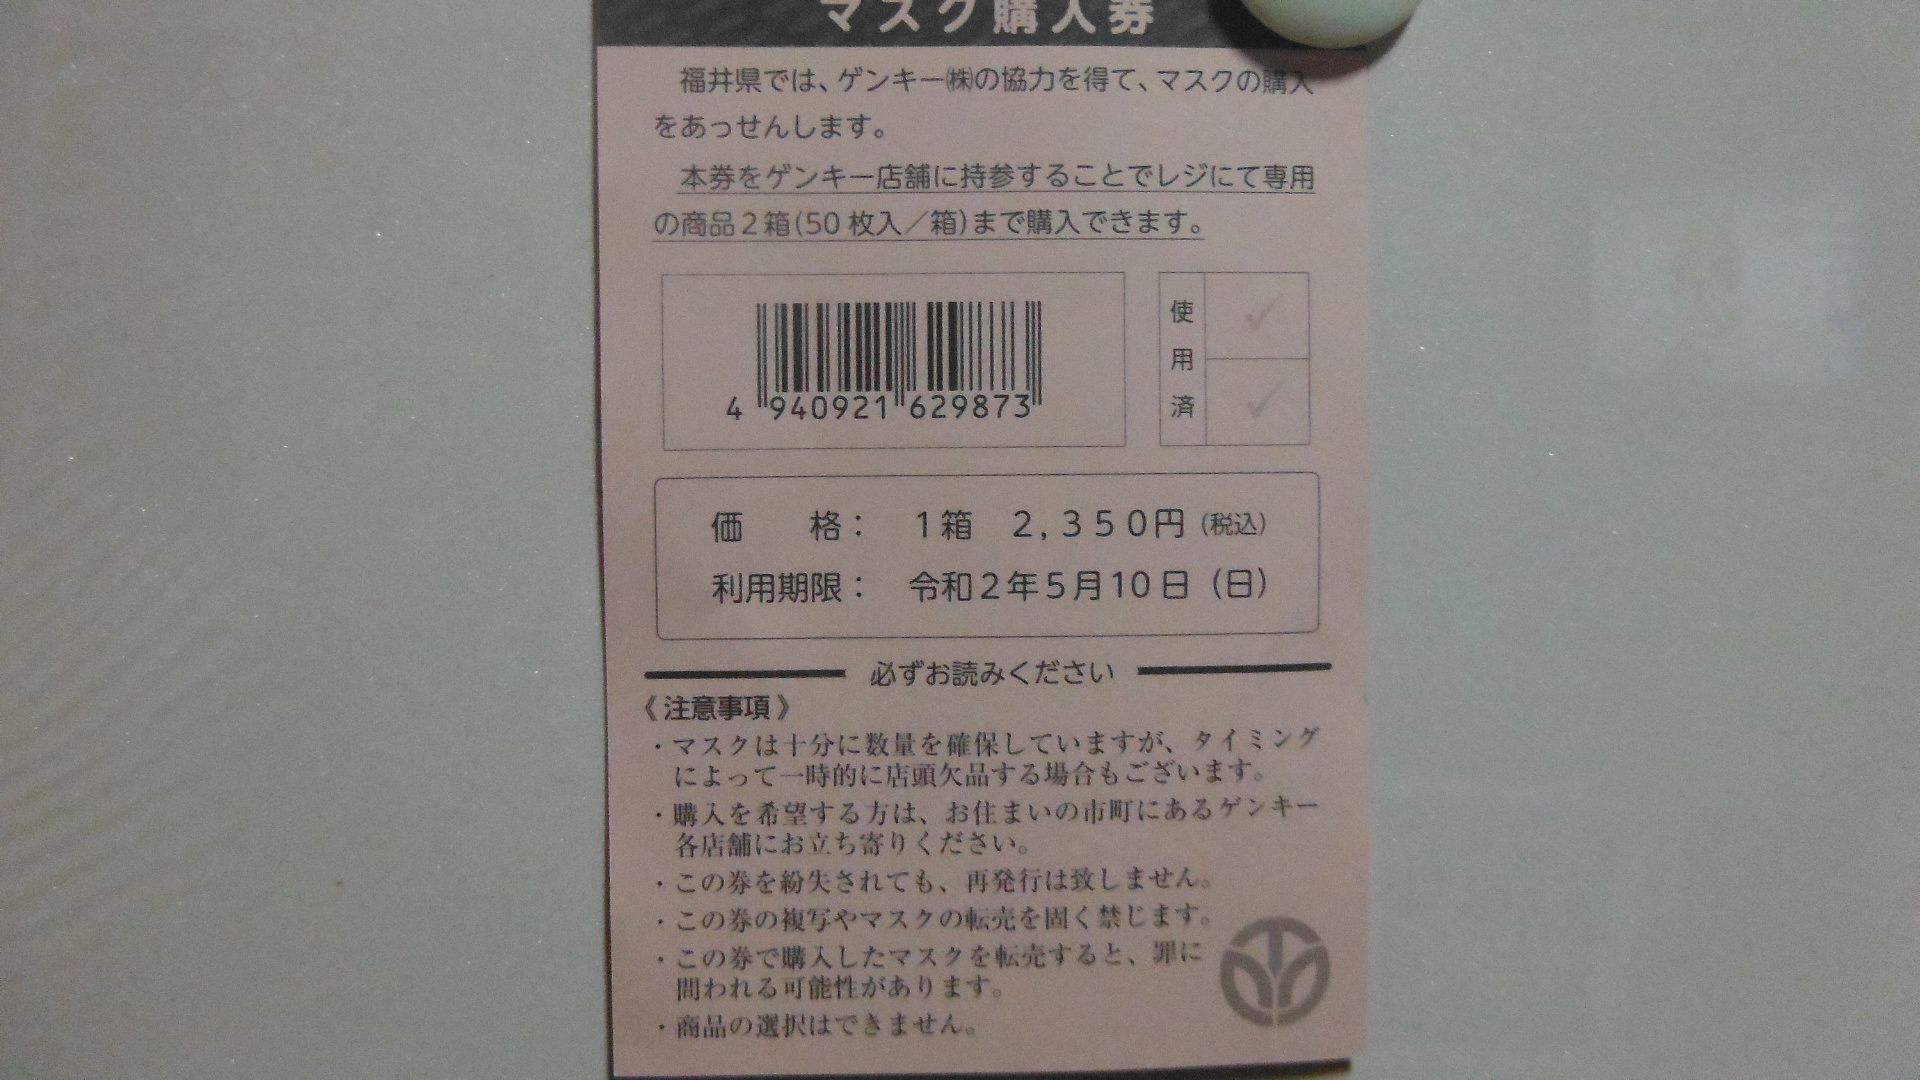 マスク購入券
福井県では、ゲンキー㈱の協力を得て、マスクの購入
をあっせんします。
本券をゲンキー店舗に持参することでレジにて専用
の商品２箱(50 枚入／箱)まで購入できます。
4 940921 629873
使用済
価　　格：　１箱　２,３５０円 (税込)
利用期限：　令和２年５月10日（日）
必ずお読みください
《 注意事項 》
・マスクは十分に数量を確保していますが、タイミング
によって一時的に店頭欠品する場合もございます。
・購入を希望する方は、お住まいの市町にあるゲンキー
各店舗にお立ち寄りください。
・この券を紛失されても、再発行は致しません。
・この券の複写やマスクの転売を固く禁じます。
・この券で購入したマスクを転売すると、罪に
問われる可能性があります。
・商品の選択はできません。